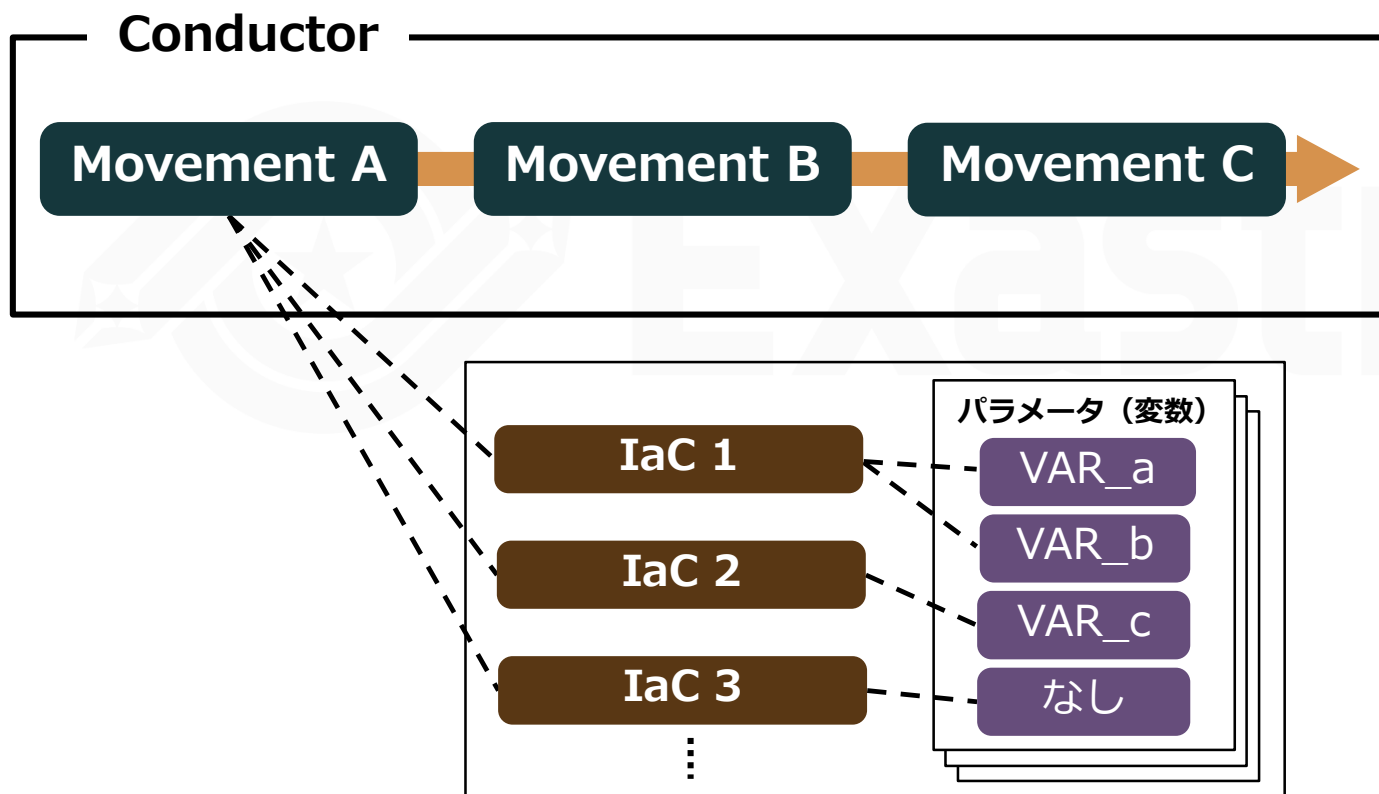 Conductor
Movement A
Movement B
Movement C
パラメータ（変数）
IaC 1
VAR_a
VAR_b
IaC 2
VAR_c
IaC 3
なし